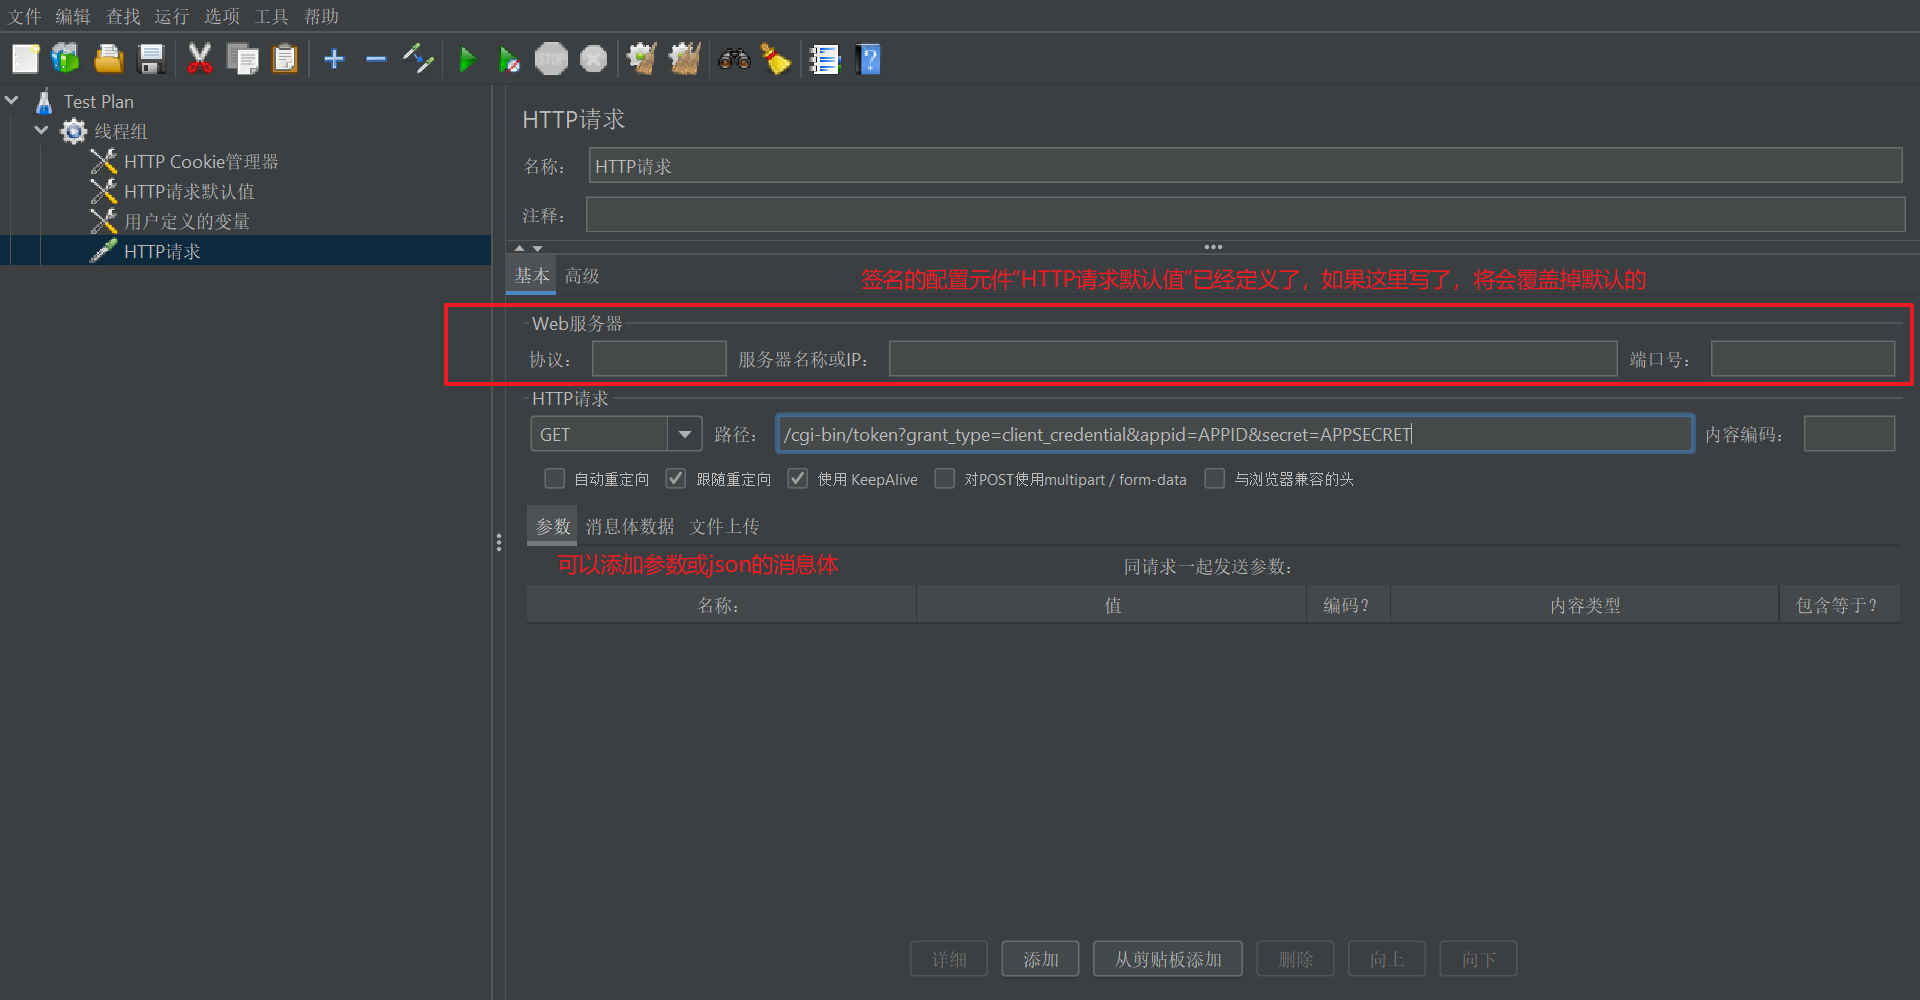 文件 编辑 查找 运行 选项 工具 帮助
STOP
Test Plan
线程组
HTTP Cookie管理器
HTTP请求默认值
用户定义的变量
HTTP请求
HTTP请求
名称： HTTP请求
注释：
基本 高级
签名的配置元件“HTTP请求默认值”已经定义了，如果这里写了，将会覆盖掉默认的
Web服务器
协议： 服务器名称或IP： 端口号：
HTTP请求
GET 路径： /cgi-bin/token?grant_type=client_credential&appid=APPID&secret=APPSECRET 内容编码：
自动重定向 跟随重定向 使用 KeepAlive 对POST使用multipart / form-data 与浏览器兼容的头
参数 消息体数据 文件上传
可以添加参数或json的消息体
同请求一起发送参数：
名称： 值 编码？ 内容类型 包含等于？
详细 添加 从剪贴板添加 删除 向上 向下